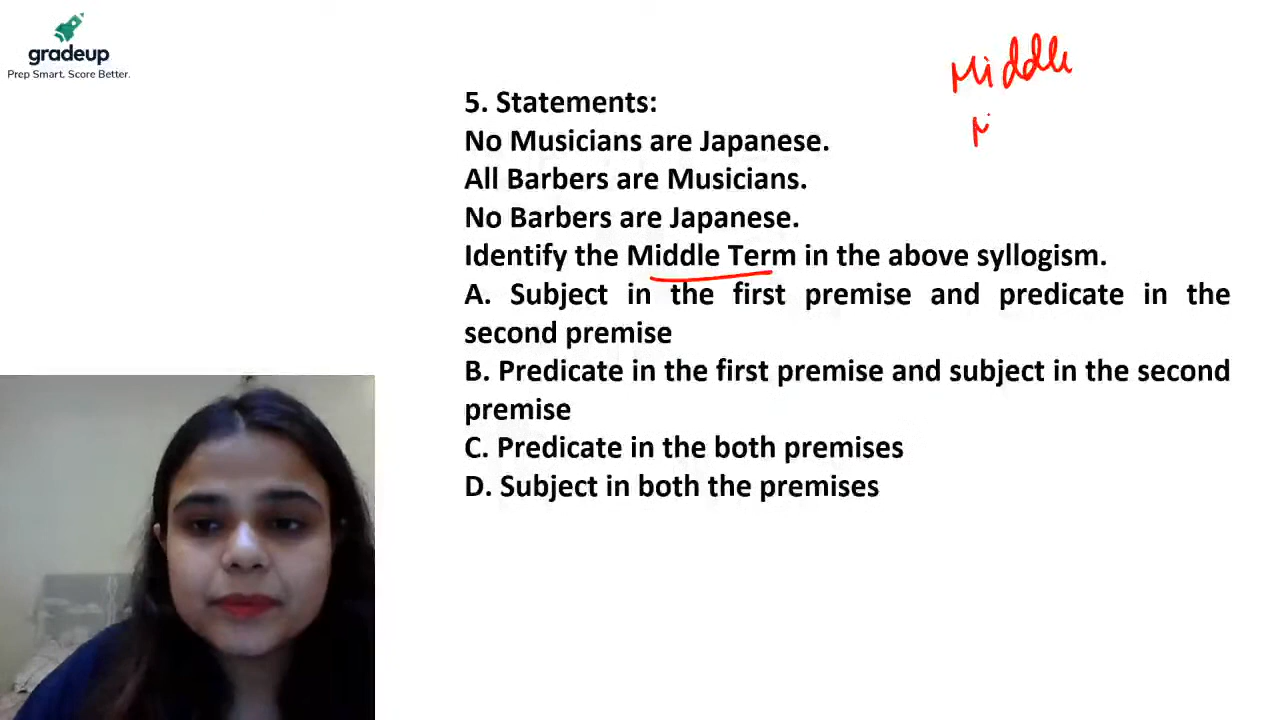 gradeup
Prep Smart. Score Better.
Middle
M
5. Statements:
No Musicians are Japanese.
All Barbers are Musicians.
No Barbers are Japanese.
Identify the Middle Term in the above syllogism.
A. Subject in the first premise and predicate in the
second premise
B. Predicate in the first premise and subject in the second
premise
C. Predicate in the both premises
D. Subject in both the premises